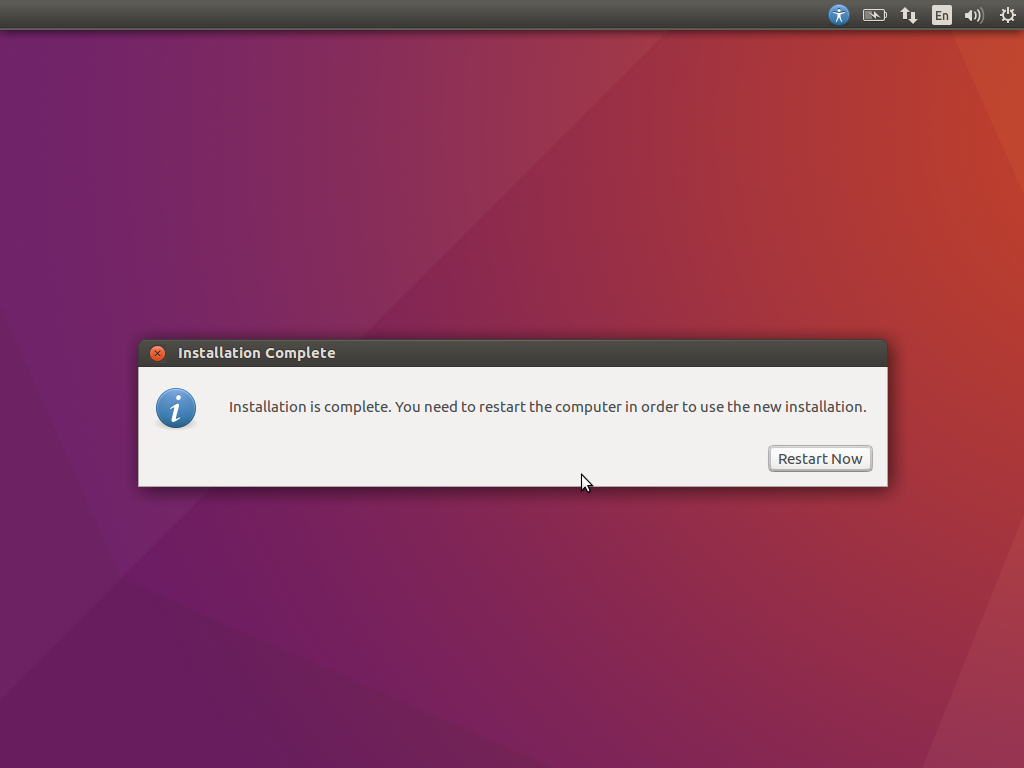 En
Installation Complete
Installation is complete. You need to restart the computer in order to use the new installation.
Restart Now